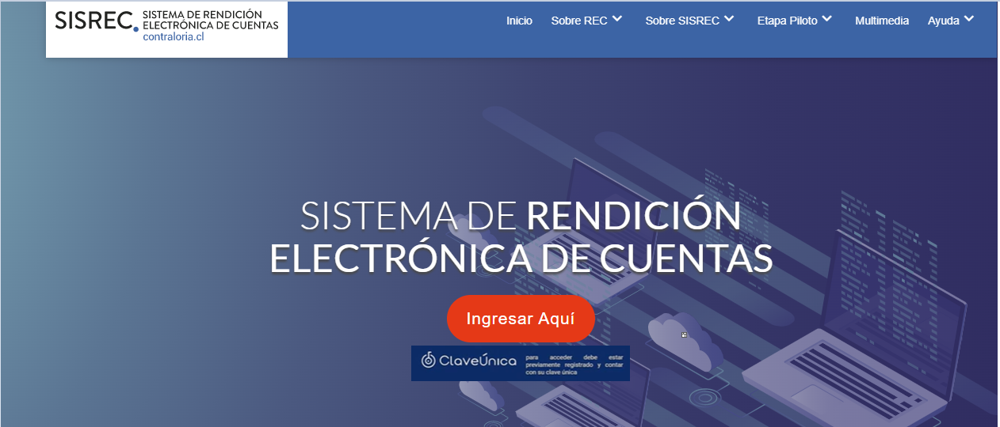 SISREC.
SISTEMA DE RENDICIÓN
ELECTRÓNICA DE CUENTAS
contraloria.cl
Inicio
Sobre REC
Sobre SISREC
Etapa Piloto
Multimedia
Ayuda
SISTEMA DE RENDICIÓN
ELECTRÓNICA DE CUENTAS
Ingresar Aquí
ClaveÚnica
para acceder debe estar
previamente registrado y contar
con su clave única